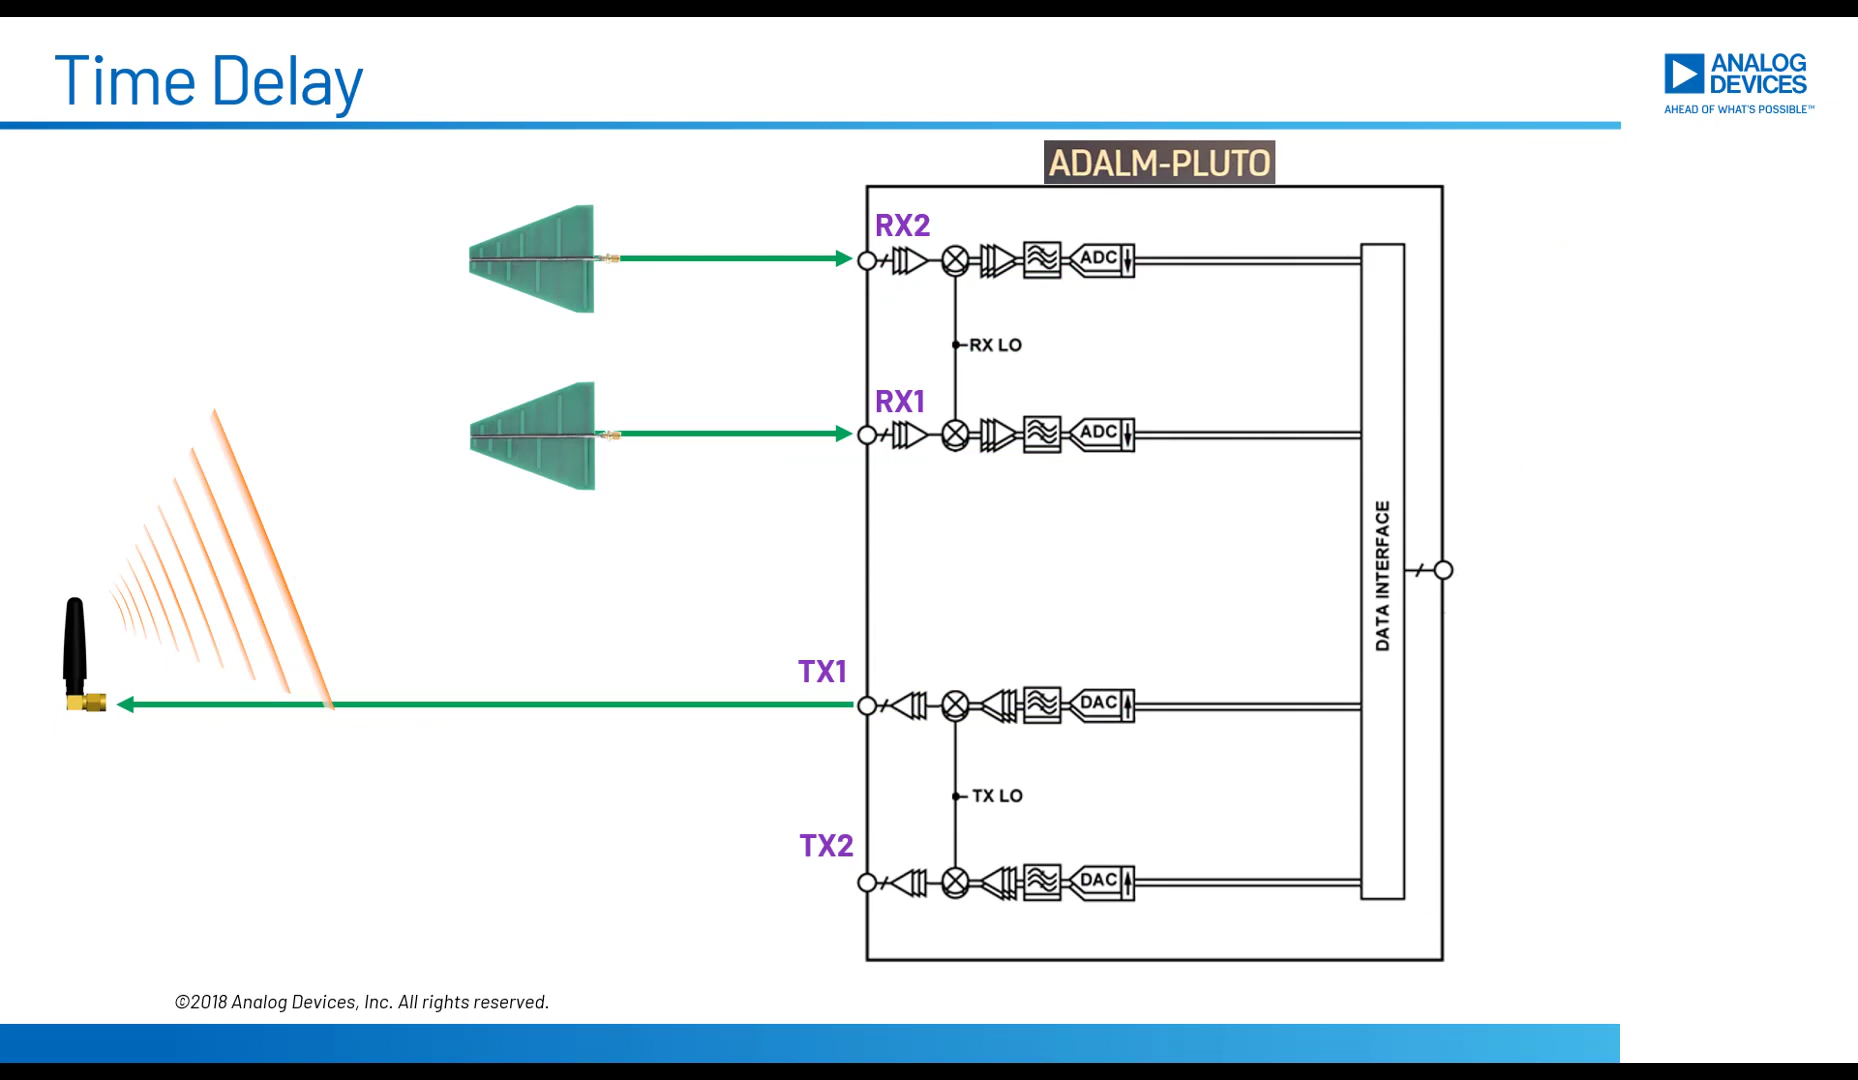 Time Delay
ANALOG
DEVICES
AHEAD OF WHAT'S POSSIBLE™
ADALM-PLUTO
RX2
ADC
RX LO
RX1
ADC
DATA INTERFACE
TX1
DAC
TX LO
TX2
DAC
©2018 Analog Devices, Inc. All rights reserved.